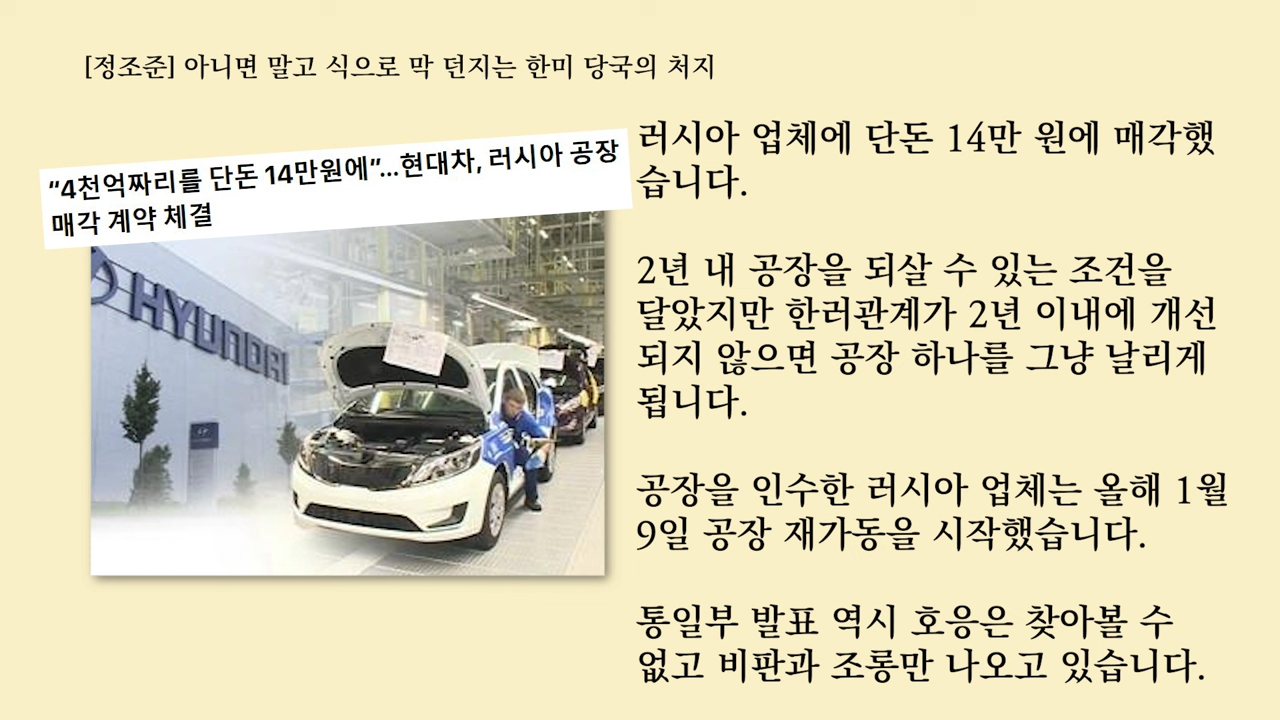 [정조준] 아니면 말고 식으로 막 던지는 한미 당국의 처지
“4천억짜리를 단돈 14만원에”...현대차, 러시아 공장
매각 계약 체결
HYUNDAI
러시아 업체에 단돈 14만 원에 매각했
습니다.
2년 내 공장을 되살 수 있는 조건을
달았지만 한러관계가 2년 이내에 개선
되지 않으면 공장 하나를 그냥 날리게
됩니다.
공장을 인수한 러시아 업체는 올해 1월
9일 공장 재가동을 시작했습니다.
통일부 발표 역시 호응은 찾아볼 수
없고 비판과 조롱만 나오고 있습니다.